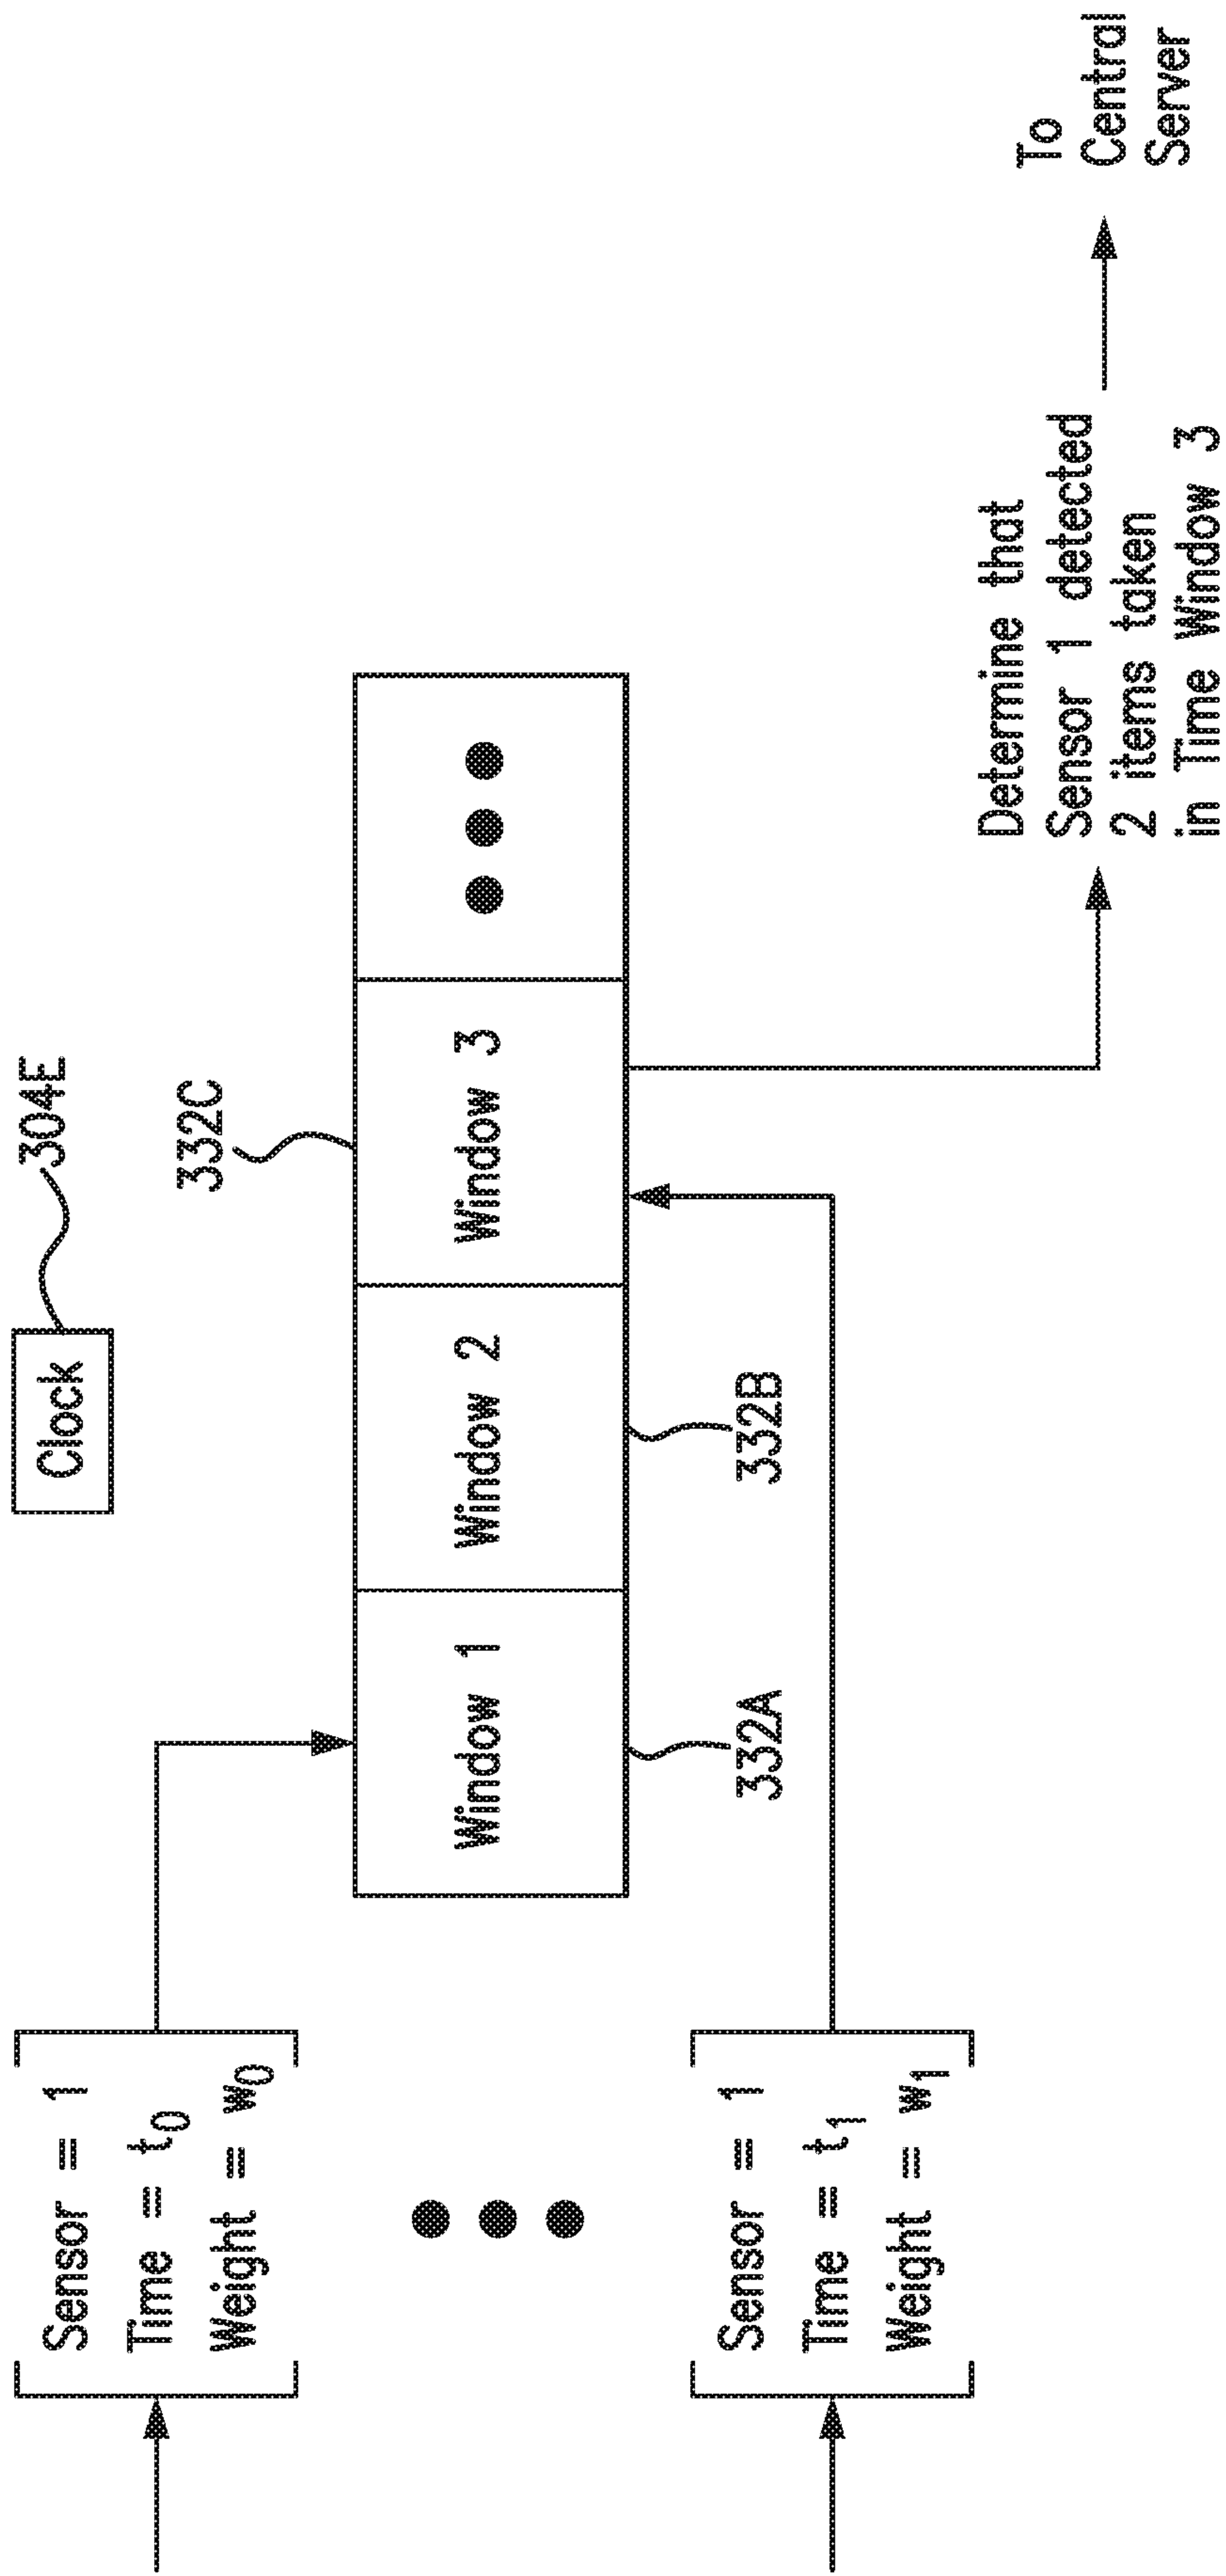 Clock
304E
Sensor = 1
Time = t₀
Weight = w₀
332C
Window 1
Window 2
Window 3
332A
332B
Sensor = 1
Time = t₁
Weight = w₁
Determine that
Sensor 1 detected
2 items taken
in Time Window 3
To
Central
Server